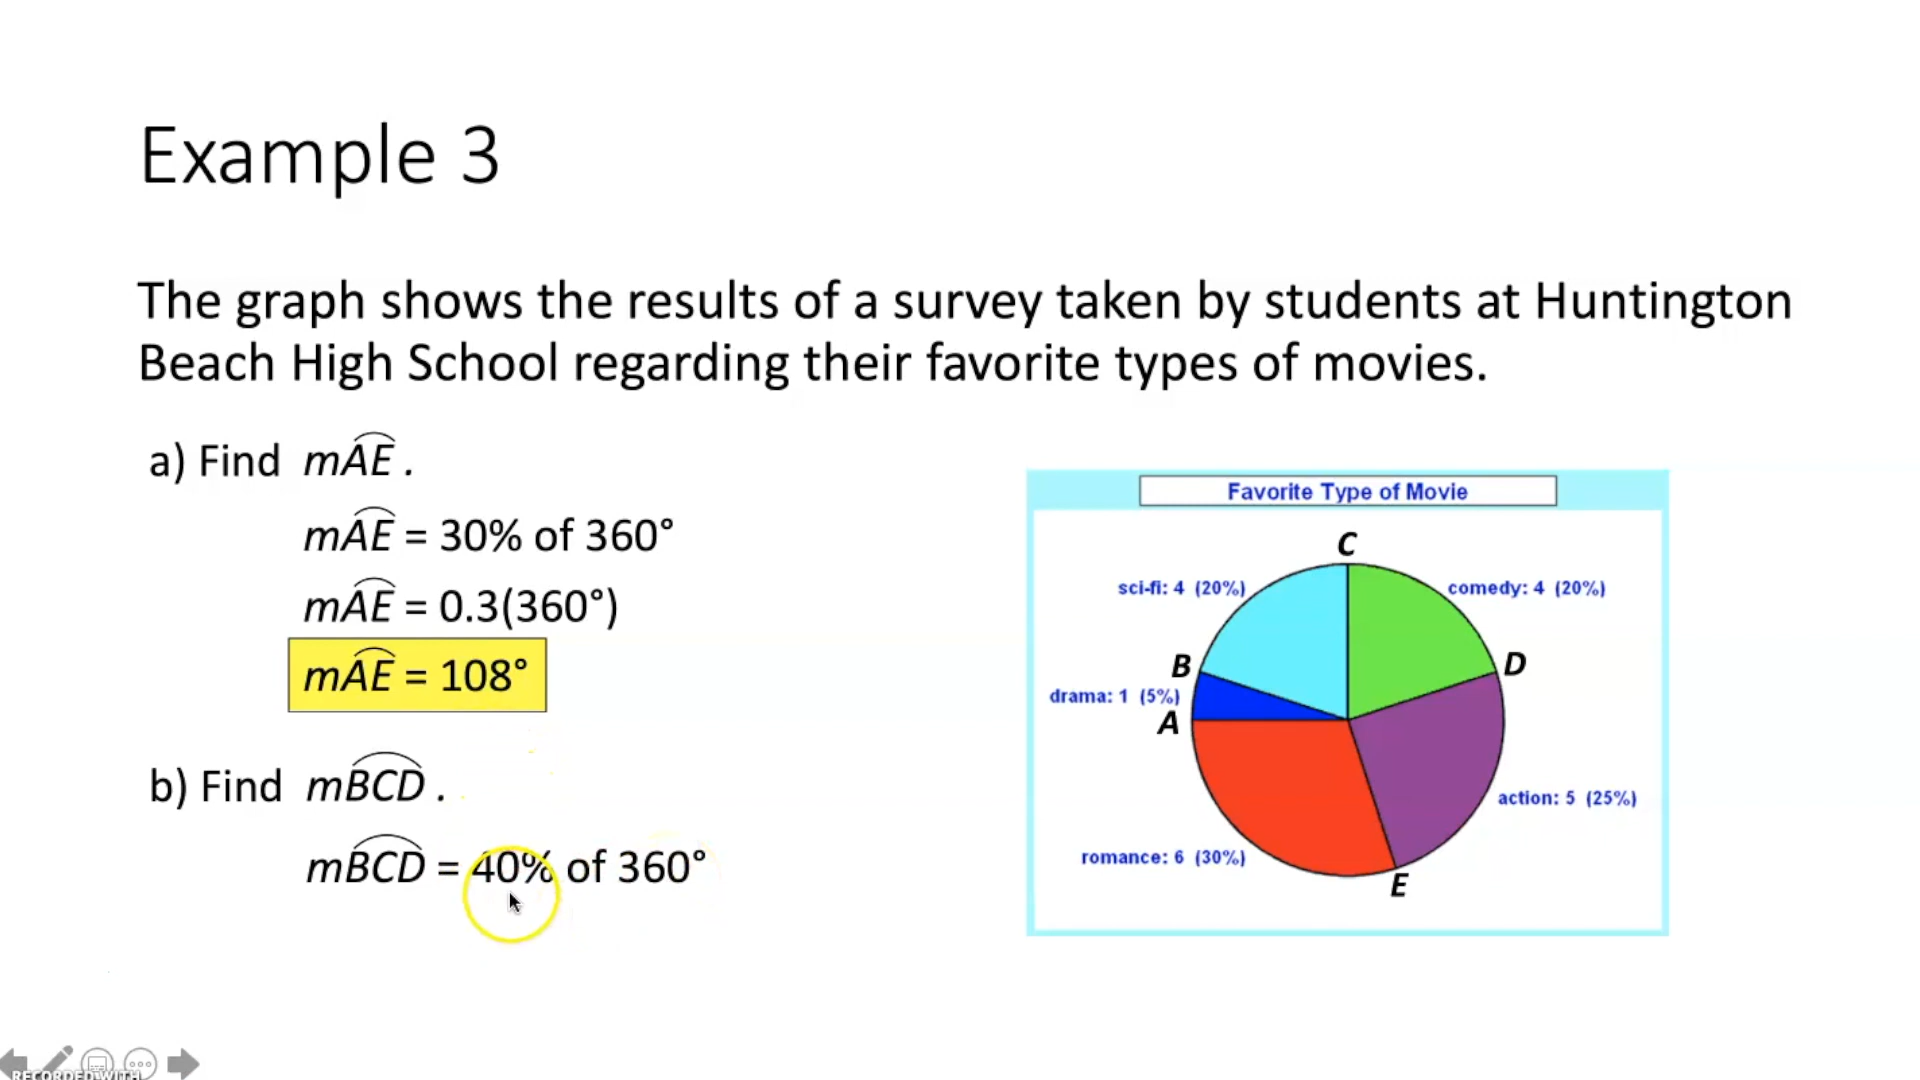 Example 3
The graph shows the results of a survey taken by students at Huntington
Beach High School regarding their favorite types of movies.
a) Find mAE .
mAE = 30% of 360°
mAE = 0.3(360°)
mAE = 108°
b) Find mBCD .
mBCD = 40% of 360°
Favorite Type of Movie
C
sci-fi: 4 (20%)
comedy: 4 (20%)
B
D
drama: 1 (5%)
A
action: 5 (25%)
romance: 6 (30%)
E
RECORDED WITH